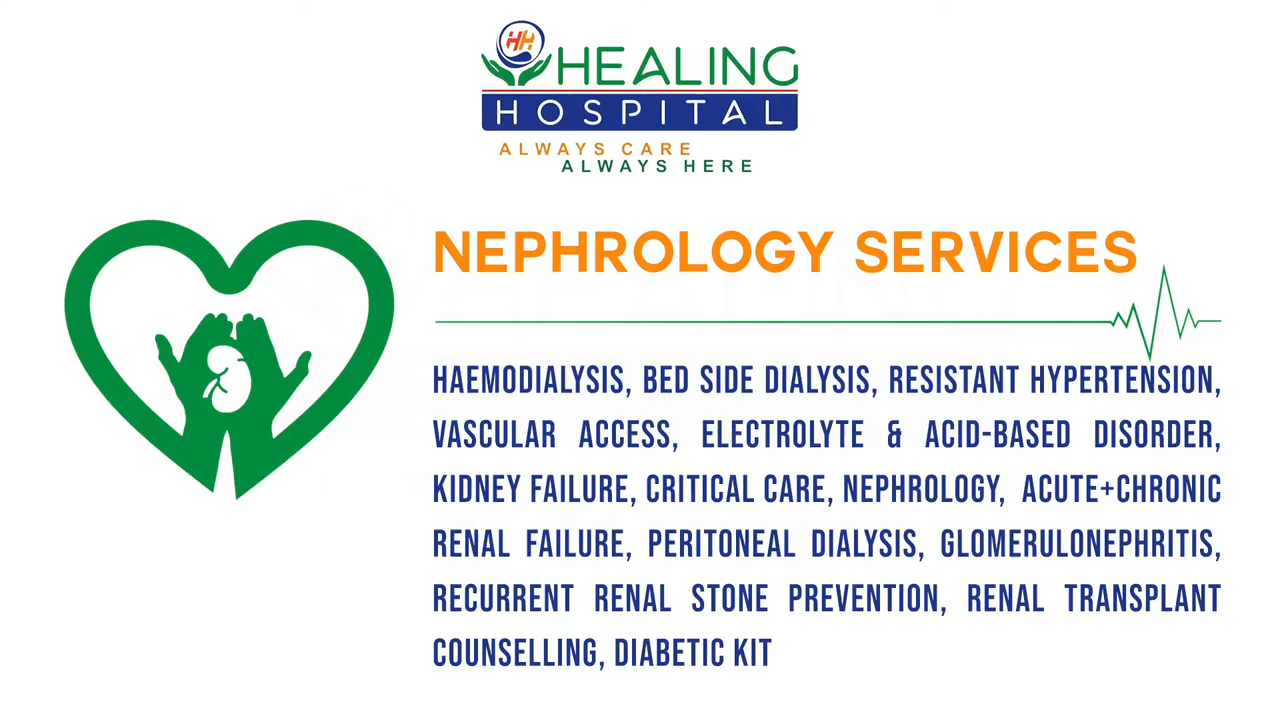 HH
HEALING
HOSPITAL
ALWAYS CARE
ALWAYS HERE
NEPHROLOGY SERVICES
HAEMODIALYSIS, BED SIDE DIALYSIS, RESISTANT HYPERTENSION,
VASCULAR ACCESS, ELECTROLYTE & ACID-BASED DISORDER,
KIDNEY FAILURE, CRITICAL CARE, NEPHROLOGY, ACUTE+CHRONIC
RENAL FAILURE, PERITONEAL DIALYSIS, GLOMERULONEPHRITIS,
RECURRENT RENAL STONE PREVENTION, RENAL TRANSPLANT
COUNSELLING, DIABETIC KIT